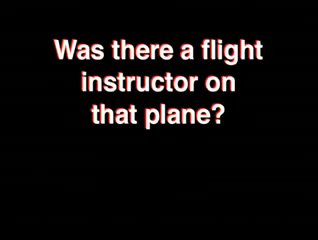 Was there a flight
instructor on
that plane?